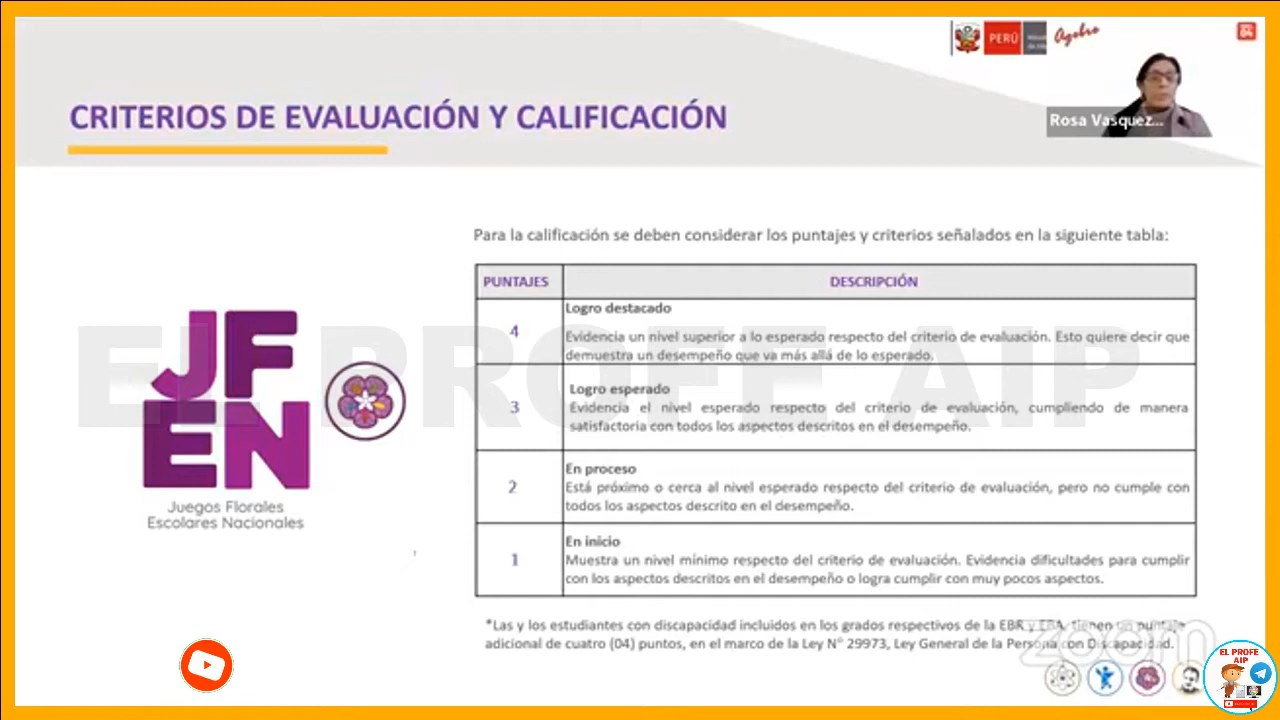 PERÚ
CRITERIOS DE EVALUACIÓN Y CALIFICACIÓN
Rosa Vasquez...
Para la calificación se deben considerar los puntajes y criterios señalados en la siguiente tabla:
PUNTAJES DESCRIPCIÓN
Logro destacado
4
Evidencia un nivel superior a lo esperado respecto del criterio de evaluación. Esto quiere decir que
demuestra un desempeño que va más allá de lo esperado.
Logro esperado
3
Evidencia el nivel esperado respecto del criterio de evaluación, cumpliendo de manera
satisfactoria con todos los aspectos descritos en el desempeño.
En proceso
2
Está próximo o cerca al nivel esperado respecto del criterio de evaluación, pero no cumple con
todos los aspectos descrito en el desempeño.
En inicio
1
Muestra un nivel mínimo respecto del criterio de evaluación. Evidencia dificultades para cumplir
con los aspectos descritos en el desempeño o logra cumplir con muy pocos aspectos.
*Las y los estudiantes con discapacidad incluidos en los grados respectivos de la EBR y EBA, tienen un puntaje
adicional de cuatro (04) puntos, en el marco de la Ley N° 29973, Ley General de la Persona con Discapacidad.
JF
EN
Juegos Florales
Escolares Nacionales
EL PROFE AIP
zoom
EL PROFE
AIP